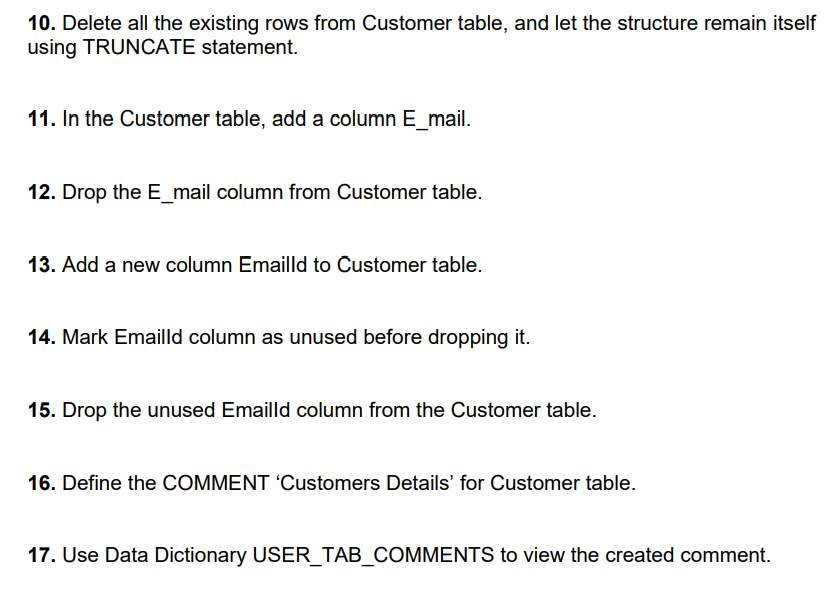 10. Delete all the existing rows from Customer table, and let the structure remain itself
using TRUNCATE statement.
11. In the Customer table, add a column E_mail.
12. Drop the E_mail column from Customer table.
13. Add a new column EmailId to Customer table.
14. Mark EmailId column as unused before dropping it.
15. Drop the unused EmailId column from the Customer table.
16. Define the COMMENT ‘Customers Details’ for Customer table.
17. Use Data Dictionary USER_TAB_COMMENTS to view the created comment.